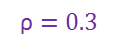 ρ = 0.3